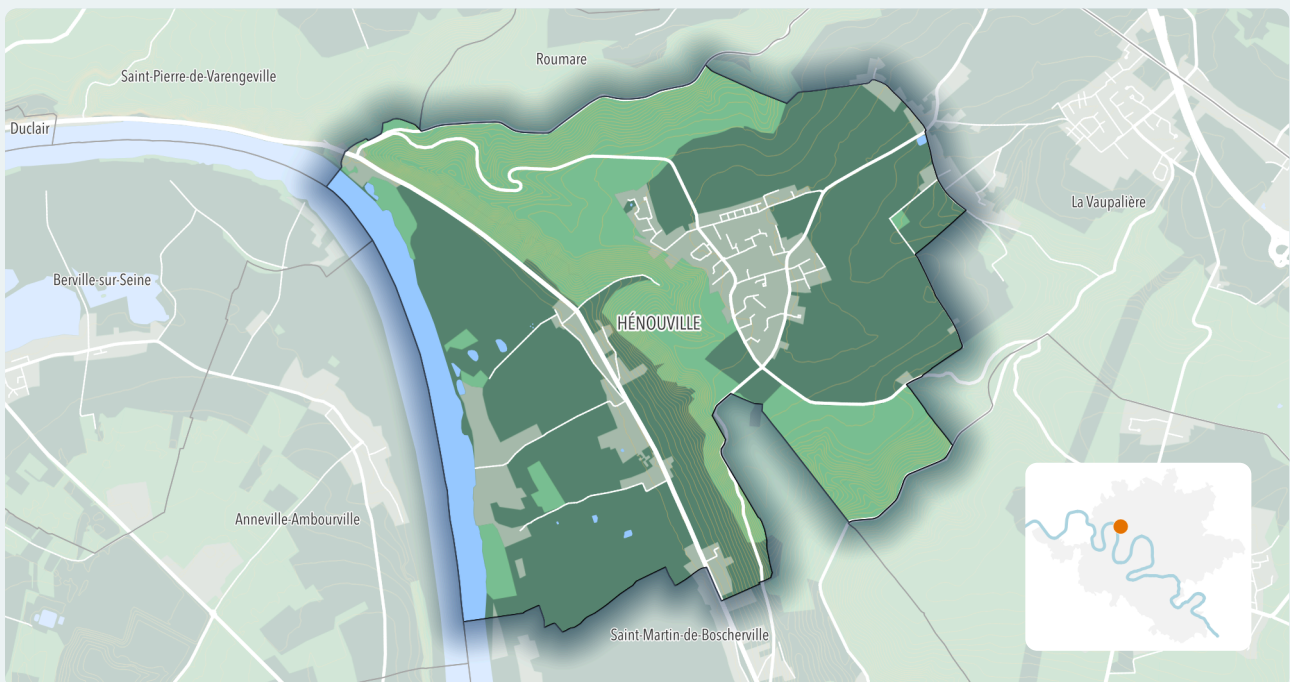 Roumare
Saint-Pierre-de-Varengeville
Duclair
La Vaupalière
Berville-sur-Seine
HÉNOUVILLE
Anneville-Ambourville
Saint-Martin-de-Boscherville